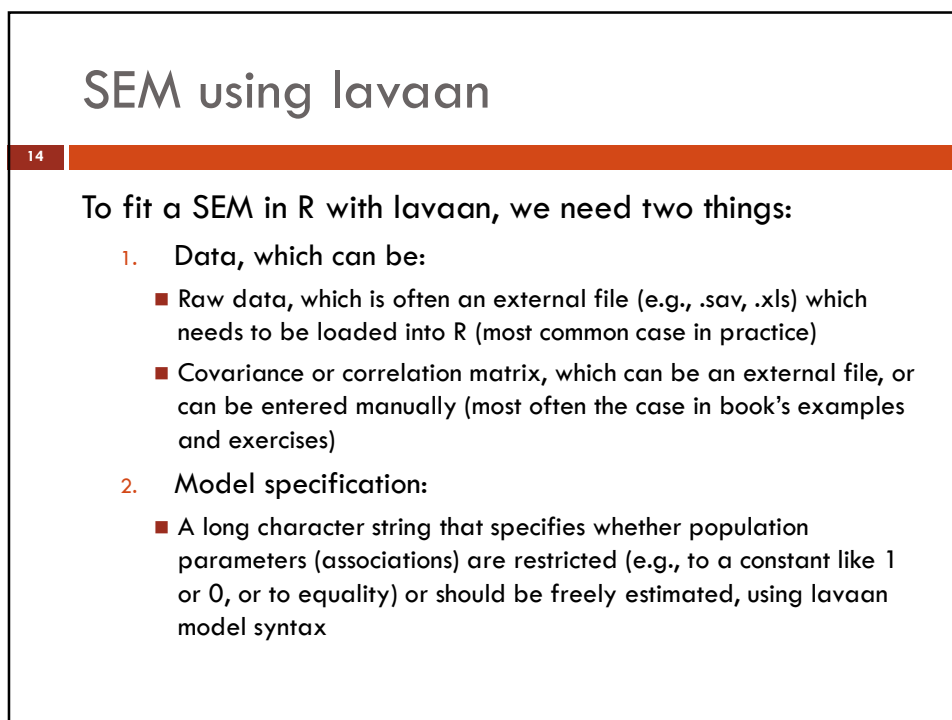 SEM using lavaan
14
To fit a SEM in R with lavaan, we need two things:
1. Data, which can be:
■ Raw data, which is often an external file (e.g., .sav, .xls) which
needs to be loaded into R (most common case in practice)
■ Covariance or correlation matrix, which can be an external file, or
can be entered manually (most often the case in book's examples
and exercises)
2. Model specification:
■ A long character string that specifies whether population
parameters (associations) are restricted (e.g., to a constant like 1
or 0, or to equality) or should be freely estimated, using lavaan
model syntax